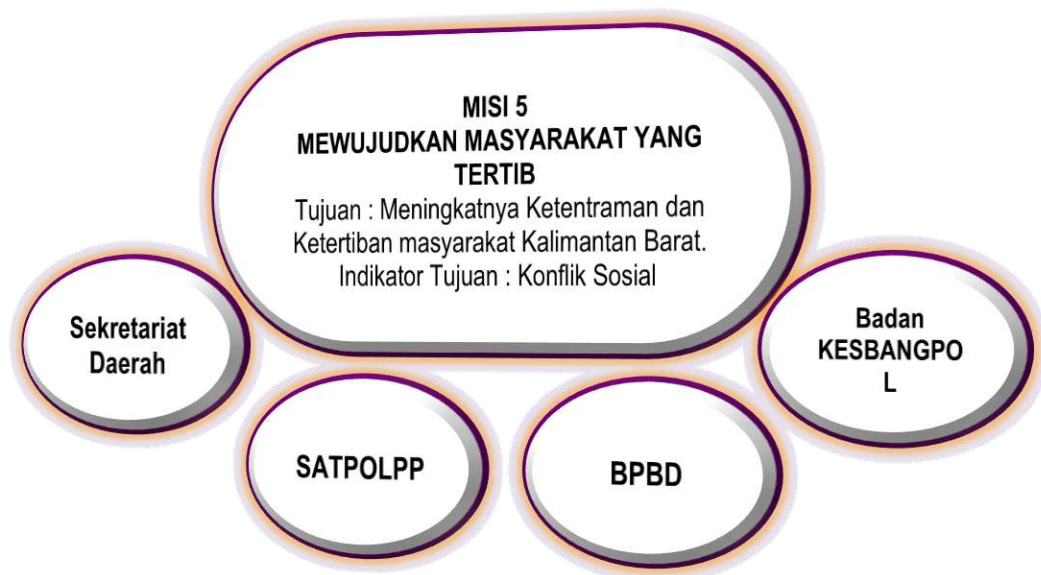 MISI 5
MEWUJUDKAN MASYARAKAT YANG
TERTIB
Tujuan : Meningkatnya Ketentraman dan
Ketertiban masyarakat Kalimantan Barat.
Indikator Tujuan : Konflik Sosial
Sekretariat
Daerah
SATPOLPP
BPBD
Badan
KESBANGPO
L